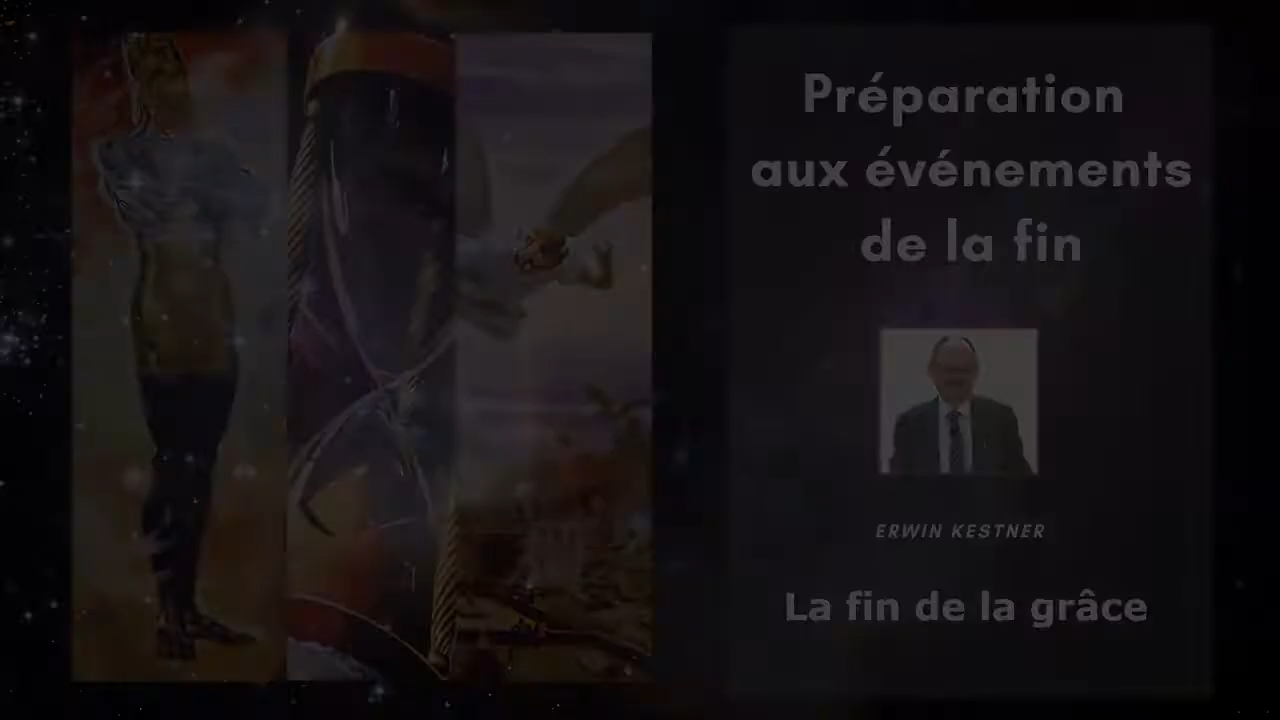 Préparation
aux événements
de la fin
ERWIN KESTNER
La fin de la grâce